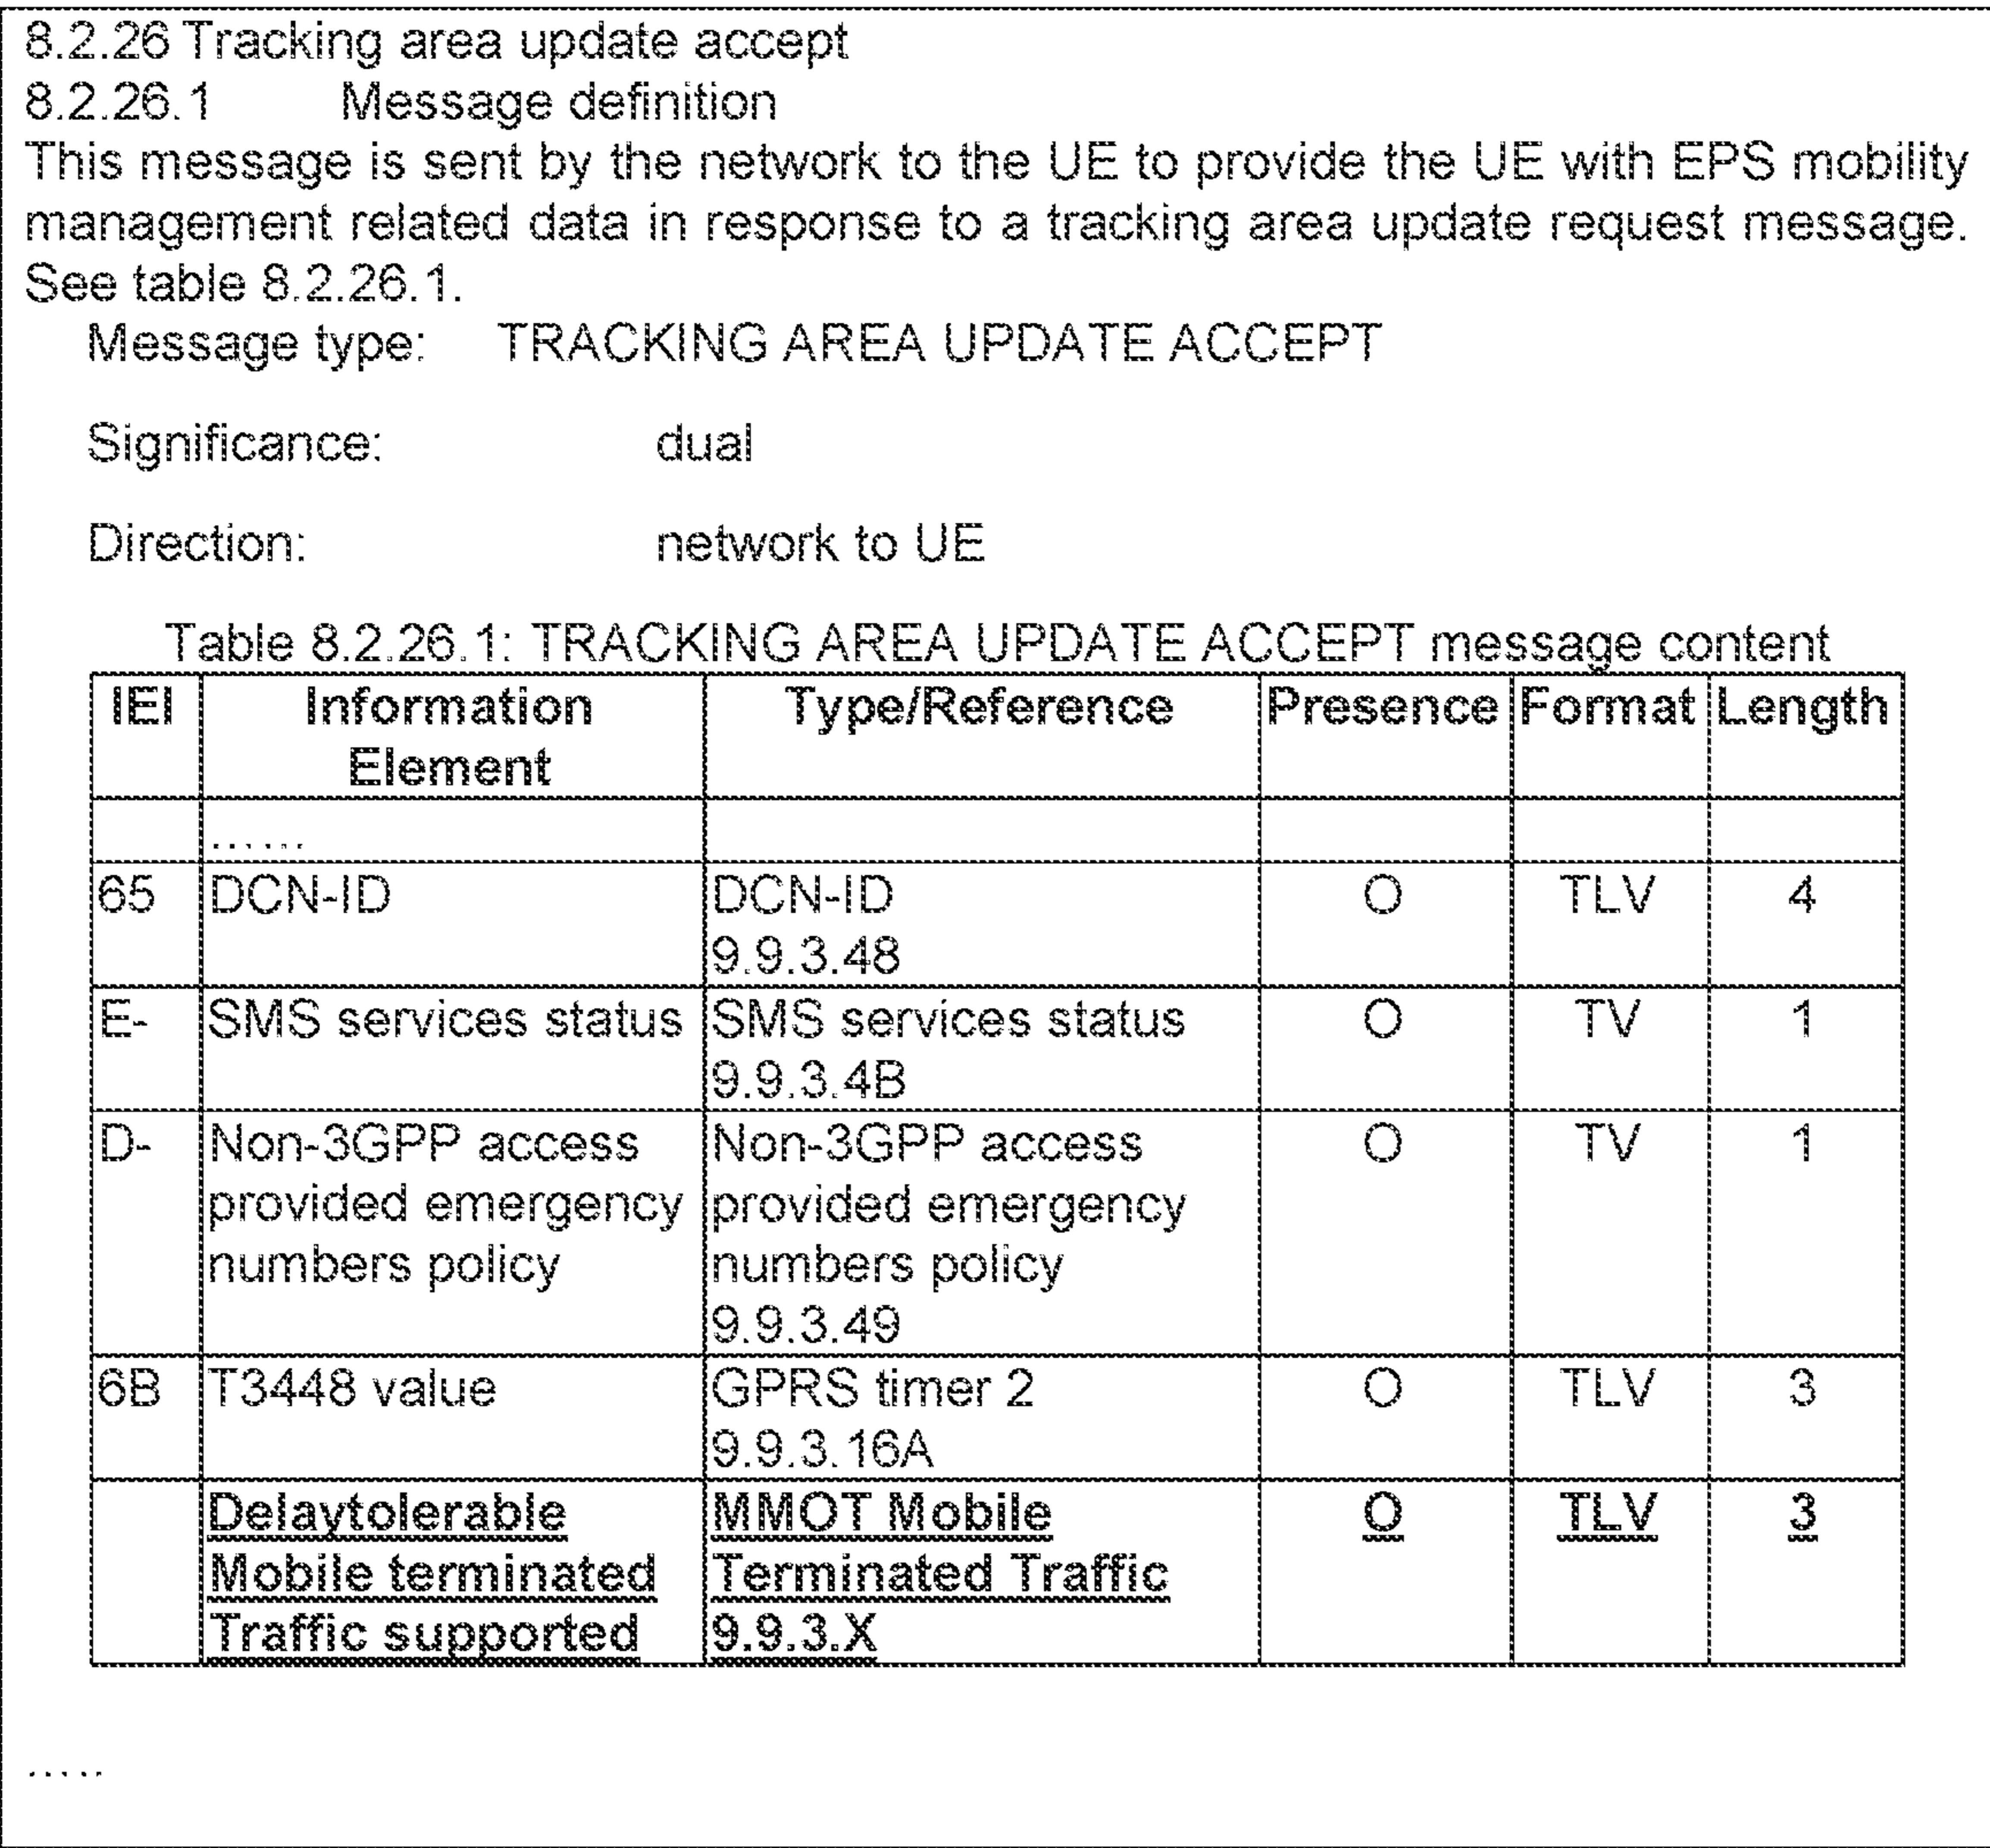 8.2.26 Tracking area update accept
8.2.26.1 Message definition
This message is sent by the network to the UE to provide the UE with EPS mobility
management related data in response to a tracking area update request message.
See table 8.2.26.1.
Message type: TRACKING AREA UPDATE ACCEPT
Significance: dual
Direction: network to UE
Table 8.2.26.1: TRACKING AREA UPDATE ACCEPT message content
IEI Information Type/Reference Presence Format Length
Element
......
65 DCN-ID DCN-ID O TLV 4
9.9.3.48
E- SMS services status SMS services status O TV 1
9.9.3.4B
D- Non-3GPP access Non-3GPP access O TV 1
provided emergency provided emergency
numbers policy numbers policy
9.9.3.49
6B T3448 value GPRS timer 2 O TLV 3
9.9.3.16A
Delaytolerable MMOT Mobile O TLV 3
Mobile terminated Terminated Traffic
Traffic supported 9.9.3.X
.....